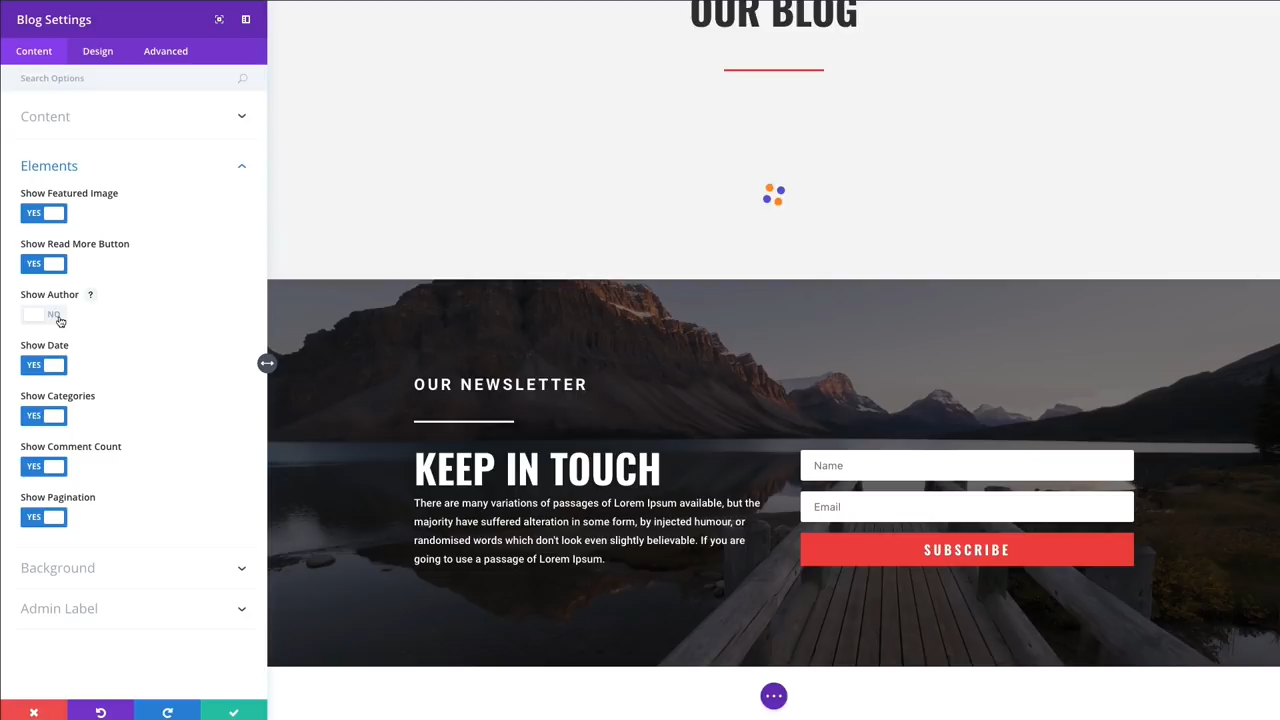 Blog Settings
Content
Design
Advanced
Search Options
Content
Elements
Show Featured Image
YES
Show Read More Button
YES
Show Author ?
NO
Show Date
YES
Show Categories
YES
Show Comment Count
YES
Show Pagination
YES
Background
Admin Label
OUR BLOG
OUR NEWSLETTER
KEEP IN TOUCH
There are many variations of passages of Lorem Ipsum available, but the
majority have suffered alteration in some form, by injected humour, or
randomised words which don't look even slightly believable. If you are
going to use a passage of Lorem Ipsum.
Name
Email
SUBSCRIBE